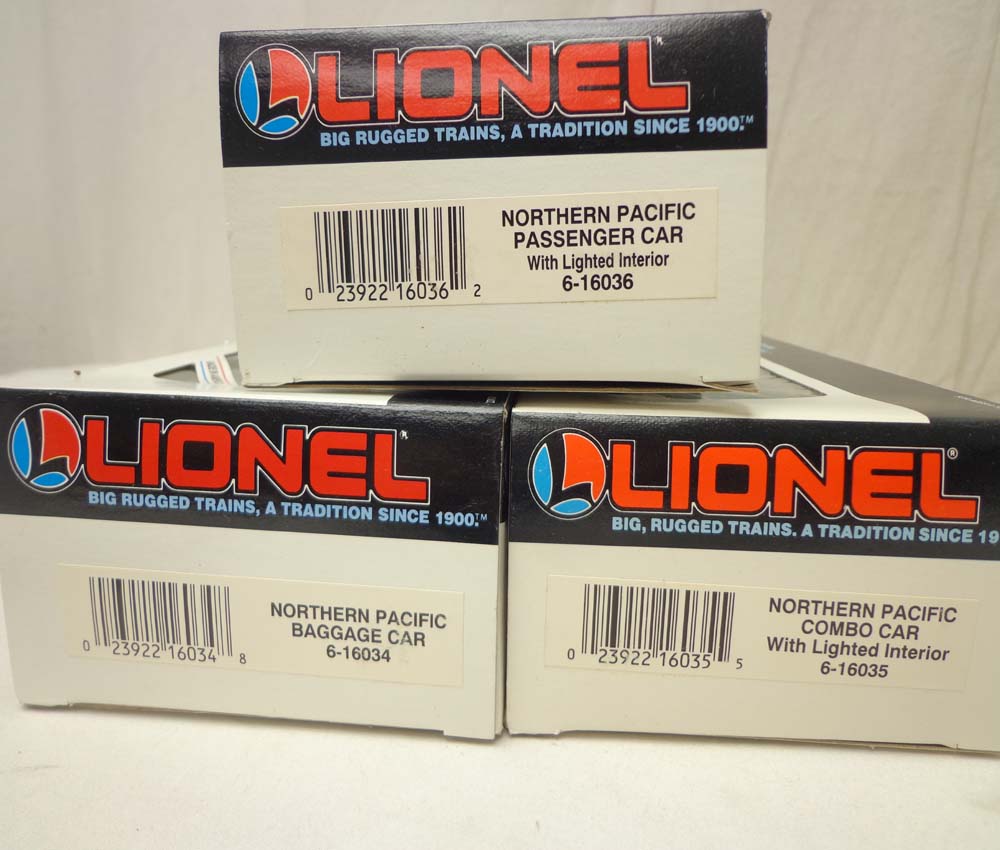 LIONEL
BIG RUGGED TRAINS, A TRADITION SINCE 1900.™
NORTHERN PACIFIC
PASSENGER CAR
With Lighted Interior
6-16036
0 23922 16036 2
LIONEL
BIG RUGGED TRAINS, A TRADITION SINCE 1900.™
NORTHERN PACIFIC
BAGGAGE CAR
6-16034
0 23922 16034 8
LIONEL®
BIG, RUGGED TRAINS. A TRADITION SINCE 19
NORTHERN PACIFIC
COMBO CAR
With Lighted Interior
6-16035
0 23922 16035 5